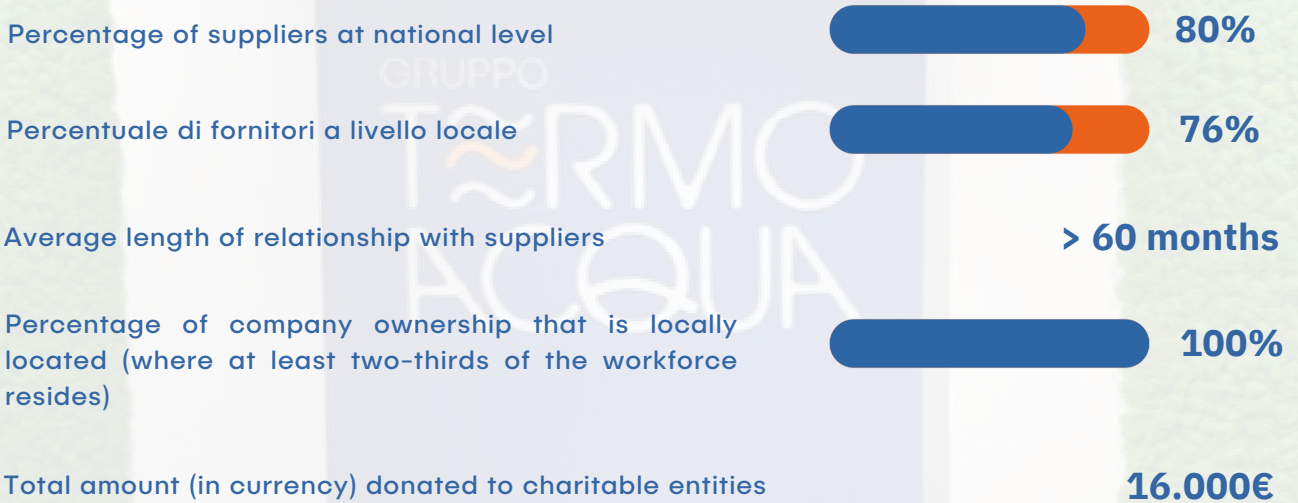 Percentage of suppliers at national level
80%
GRUPPO
TERMO
ACQUA
Percentuale di fornitori a livello locale
76%
Average length of relationship with suppliers
> 60 months
Percentage of company ownership that is locally
located (where at least two-thirds of the workforce
resides)
100%
Total amount (in currency) donated to charitable entities
16.000€